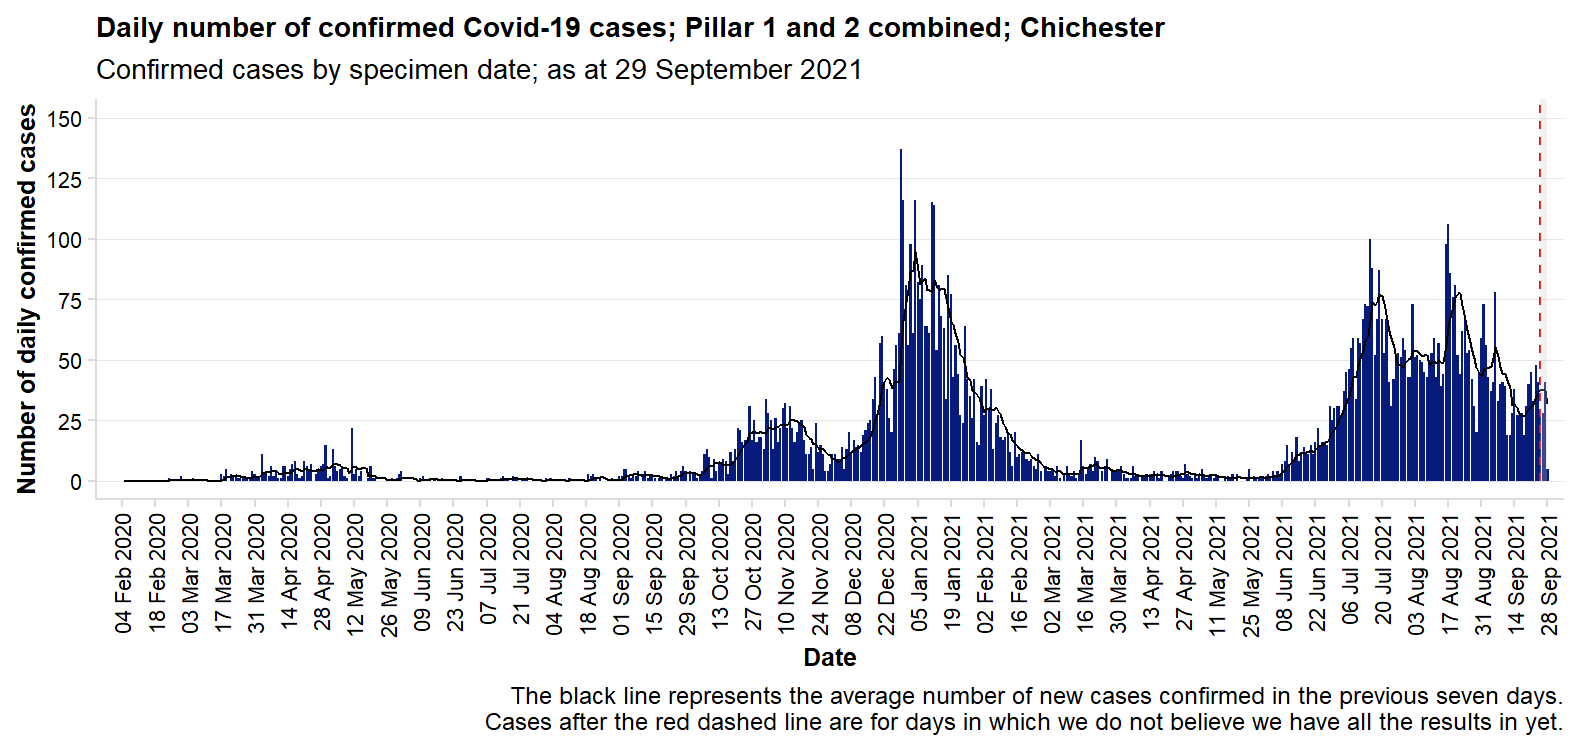 Daily number of confirmed Covid-19 cases; Pillar 1 and 2 combined; Chichester
Confirmed cases by specimen date; as at 29 September 2021
Number of daily confirmed cases
150
125
100
75
50
25
0
04 Feb 2020
18 Feb 2020
03 Mar 2020
17 Mar 2020
31 Mar 2020
14 Apr 2020
28 Apr 2020
12 May 2020
26 May 2020
09 Jun 2020
23 Jun 2020
07 Jul 2020
21 Jul 2020
04 Aug 2020
18 Aug 2020
01 Sep 2020
15 Sep 2020
29 Sep 2020
13 Oct 2020
27 Oct 2020
10 Nov 2020
24 Nov 2020
08 Dec 2020
22 Dec 2020
05 Jan 2021
19 Jan 2021
02 Feb 2021
16 Feb 2021
02 Mar 2021
16 Mar 2021
30 Mar 2021
13 Apr 2021
27 Apr 2021
11 May 2021
25 May 2021
08 Jun 2021
22 Jun 2021
06 Jul 2021
20 Jul 2021
03 Aug 2021
17 Aug 2021
31 Aug 2021
14 Sep 2021
28 Sep 2021
Date
The black line represents the average number of new cases confirmed in the previous seven days.
Cases after the red dashed line are for days in which we do not believe we have all the results in yet.